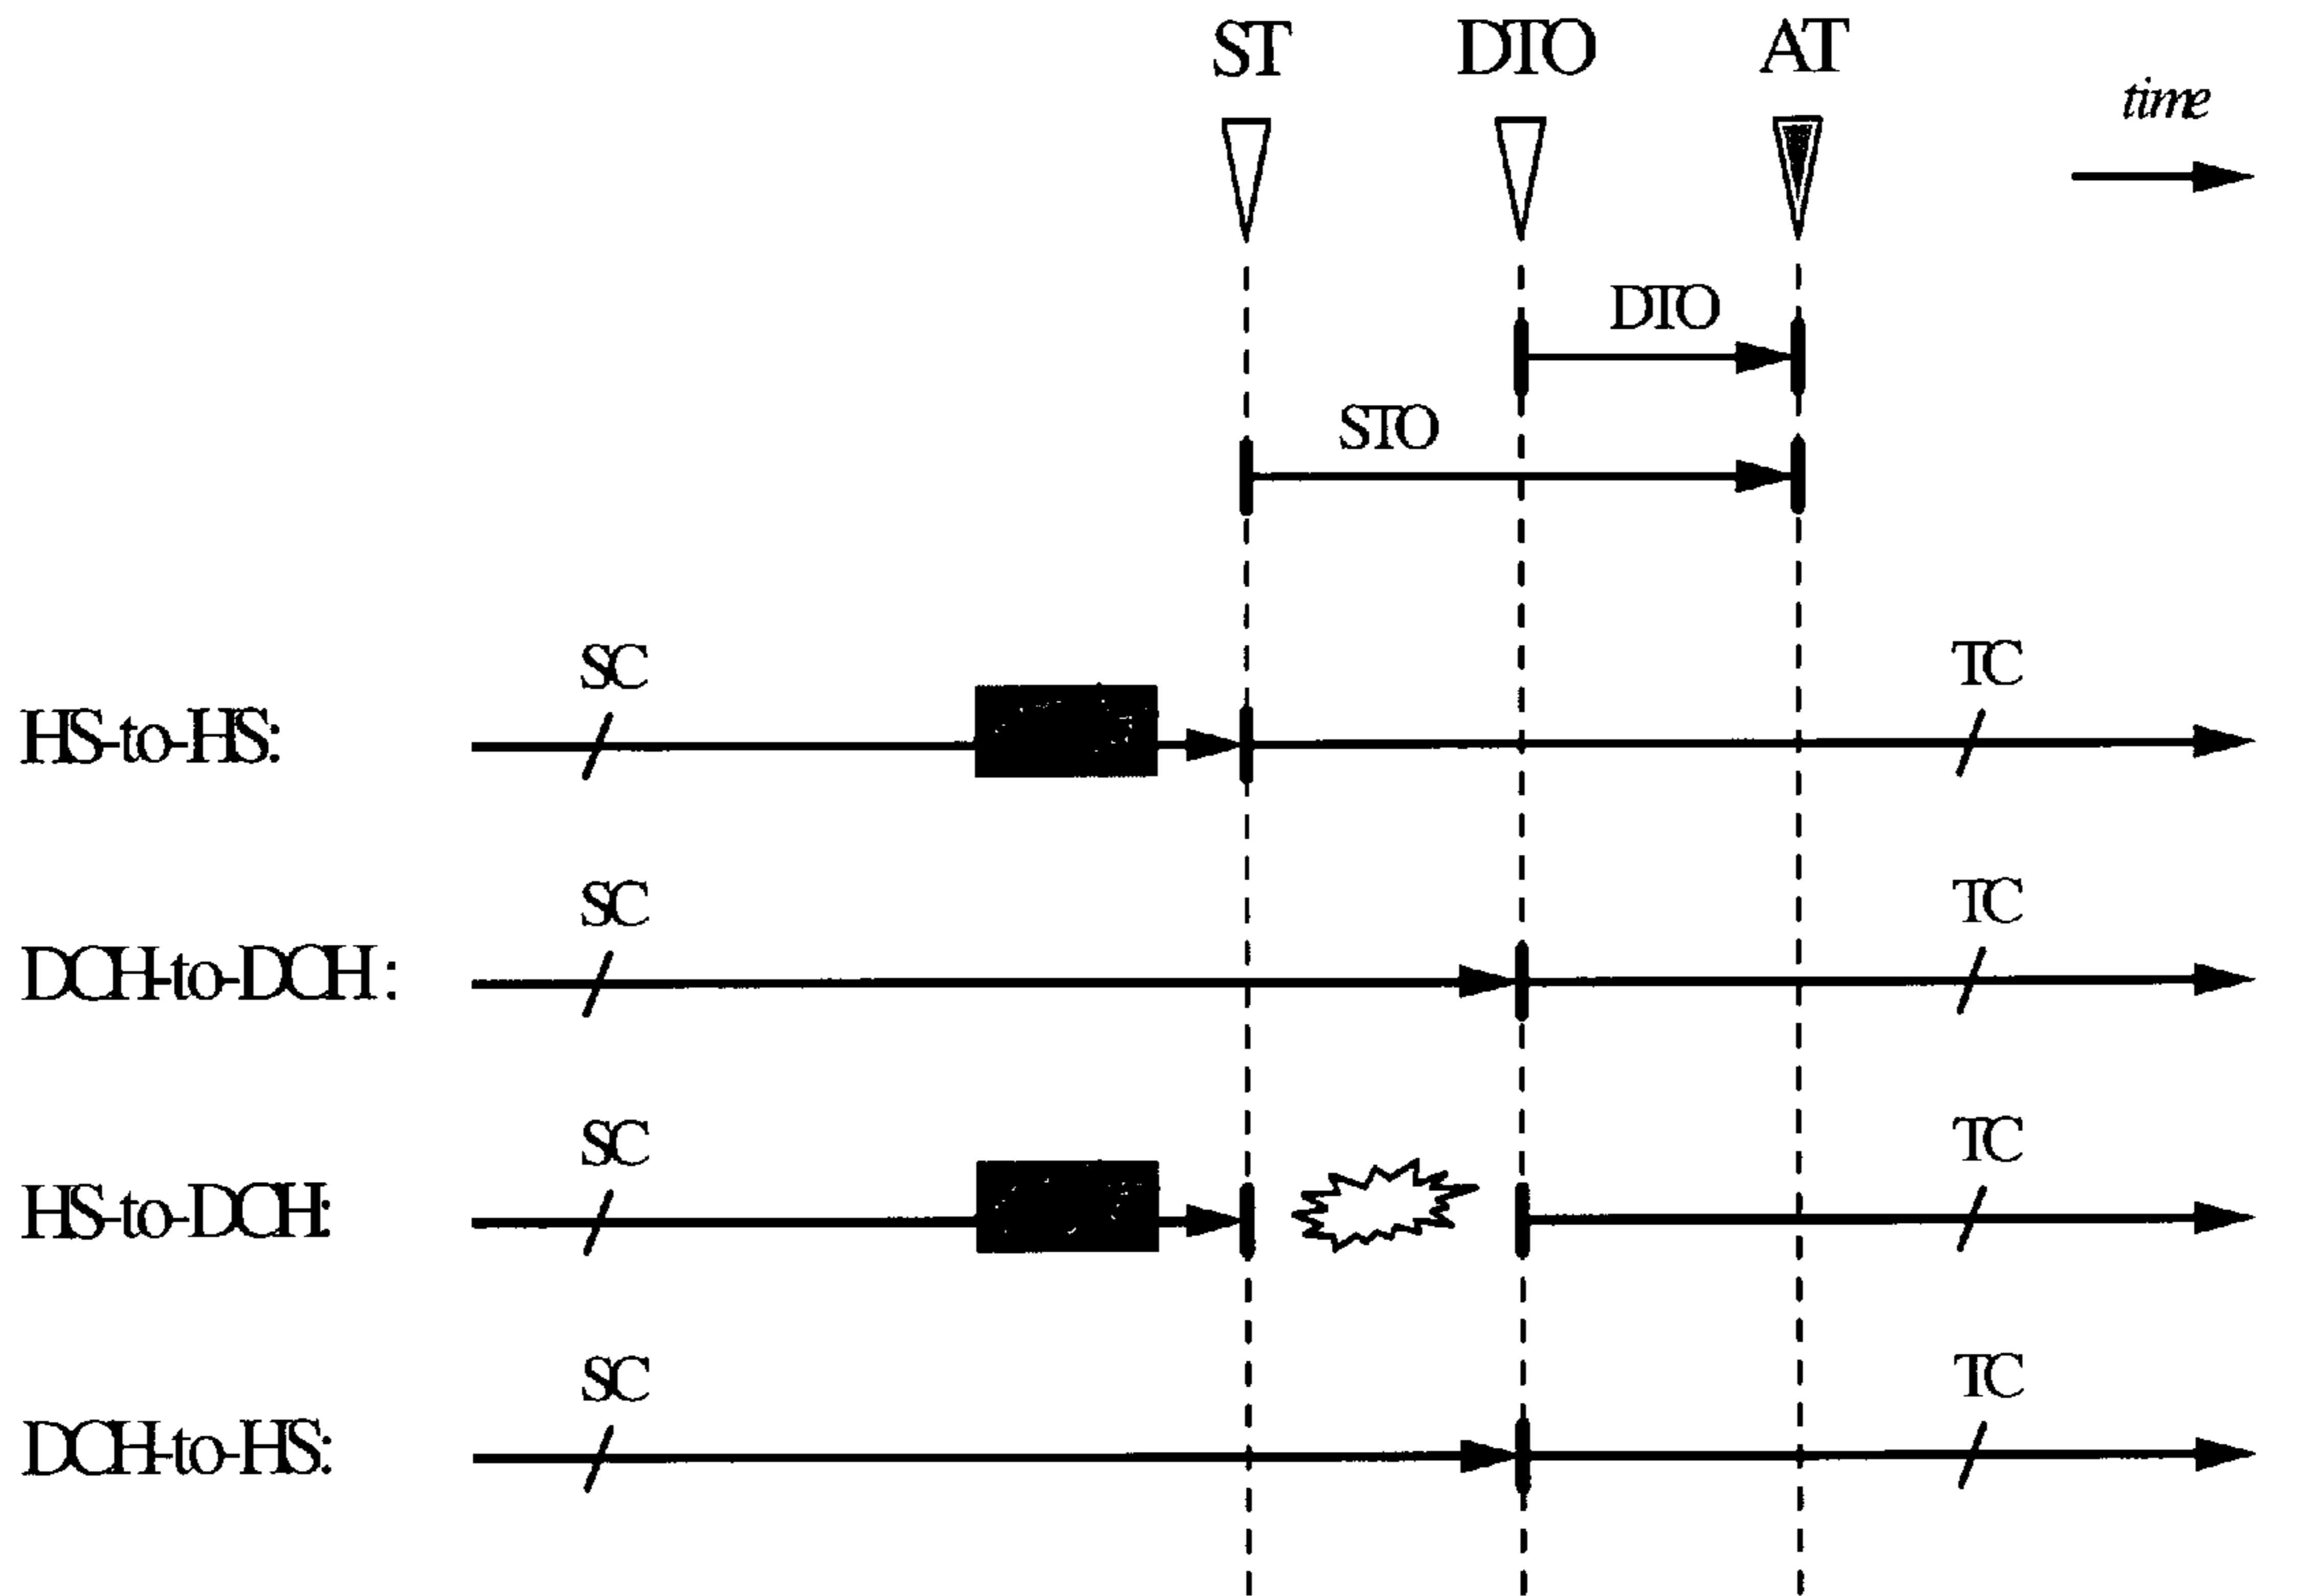 ST DTO AT
time
DTO
STO
SC TC
HS-to-HS:
SC TC
DCH-to-DCH:
SC TC
HS-to-DCH:
SC TC
DCH-to-HS: